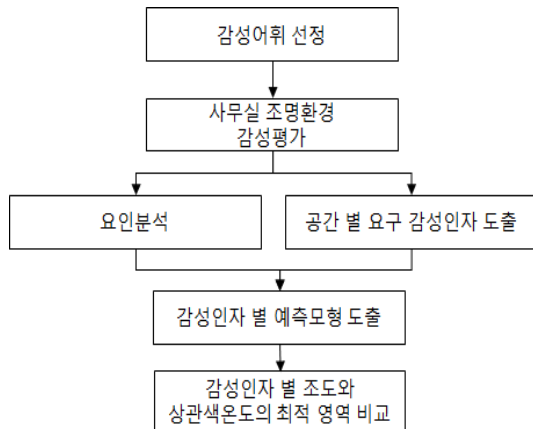 감성어휘 선정
사무실 조명환경
감성평가
요인분석
공간 별 요구 감성인자 도출
감성인자 별 예측모형 도출
감성인자 별 조도와
상관색온도의 최적 영역 비교